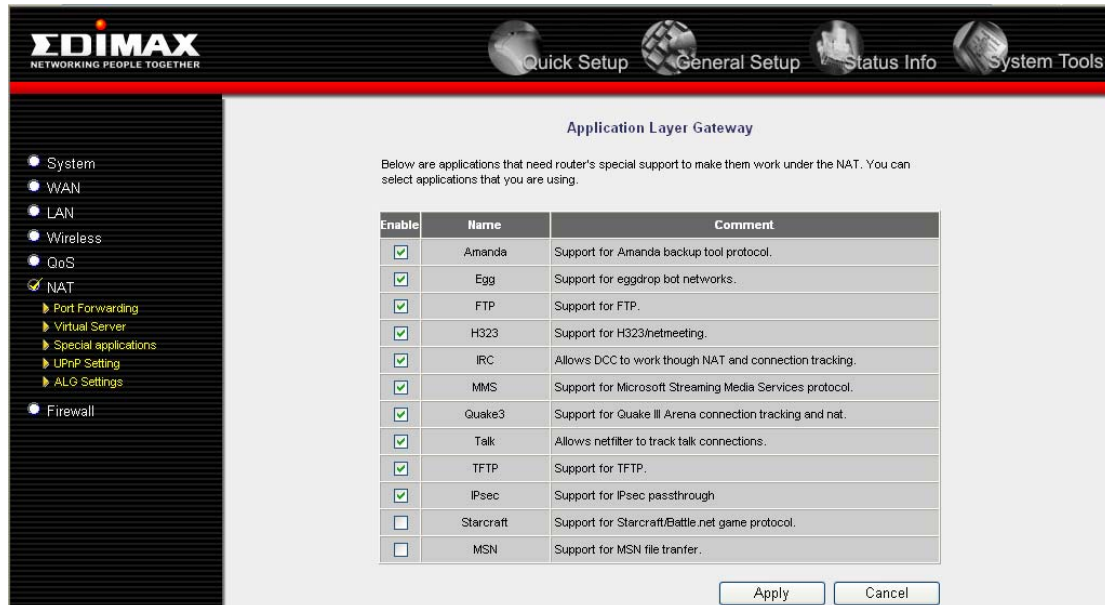 EDIMAX
NETWORKING PEOPLE TOGETHER
Quick Setup
General Setup
Status Info
System Tools
System
WAN
LAN
Wireless
QoS
NAT
Port Forwarding
Virtual Server
Special applications
UPnP Setting
ALG Settings
Firewall
Application Layer Gateway
Below are applications that need router's special support to make them work under the NAT. You can
select applications that you are using.
Enable Name Comment
Amanda Support for Amanda backup tool protocol.
Egg Support for eggdrop bot networks.
FTP Support for FTP.
H323 Support for H323/netmeeting.
IRC Allows DCC to work though NAT and connection tracking.
MMS Support for Microsoft Streaming Media Services protocol.
Quake3 Support for Quake III Arena connection tracking and nat.
Talk Allows netfilter to track talk connections.
TFTP Support for TFTP.
IPsec Support for IPsec passthrough
Starcraft Support for Starcraft/Battle.net game protocol.
MSN Support for MSN file tranfer.
Apply Cancel